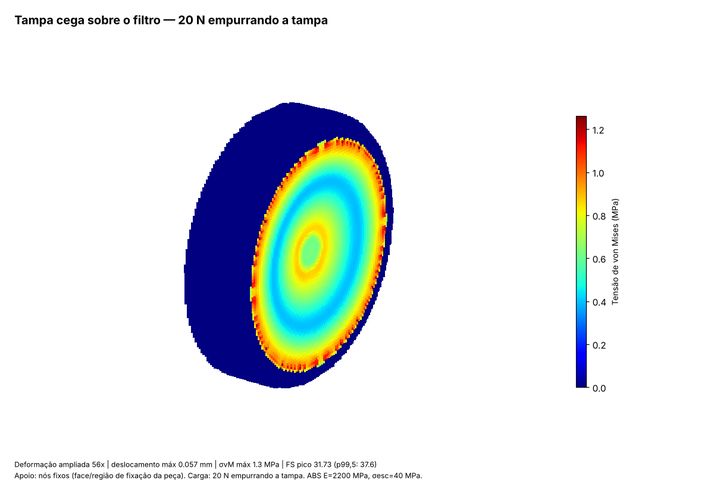 Tampa cega sobre o filtro — 20 N empurrando a tampa
1.2
1.0
0.8
0.6
0.4
0.2
0.0
Tensão de von Mises (MPa)
Deformação ampliada 56x | deslocamento máx 0.057 mm | σvM máx 1.3 MPa | FS pico 31.73 (p99,5: 37.6)
Apoio: nós fixos (face/região de fixação da peça). Carga: 20 N empurrando a tampa. ABS E=2200 MPa, σesc=40 MPa.